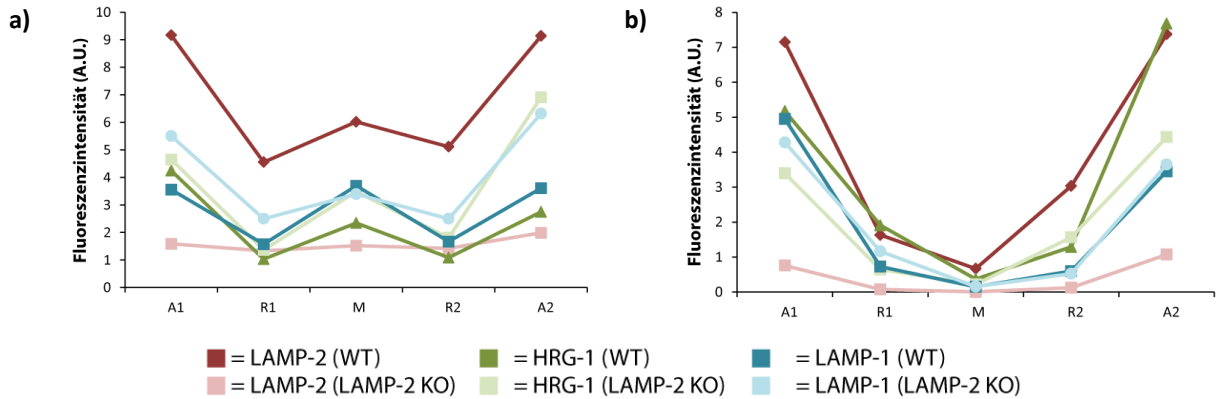 a)
Fluoreszenzintensität (A.U.)
10
9
8
7
6
5
4
3
2
1
0
A1 R1 M R2 A2
b)
Fluoreszenzintensität (A.U.)
8
7
6
5
4
3
2
1
0
A1 R1 M R2 A2
= LAMP-2 (WT) = HRG-1 (WT) = LAMP-1 (WT)
= LAMP-2 (LAMP-2 KO) = HRG-1 (LAMP-2 KO) = LAMP-1 (LAMP-2 KO)